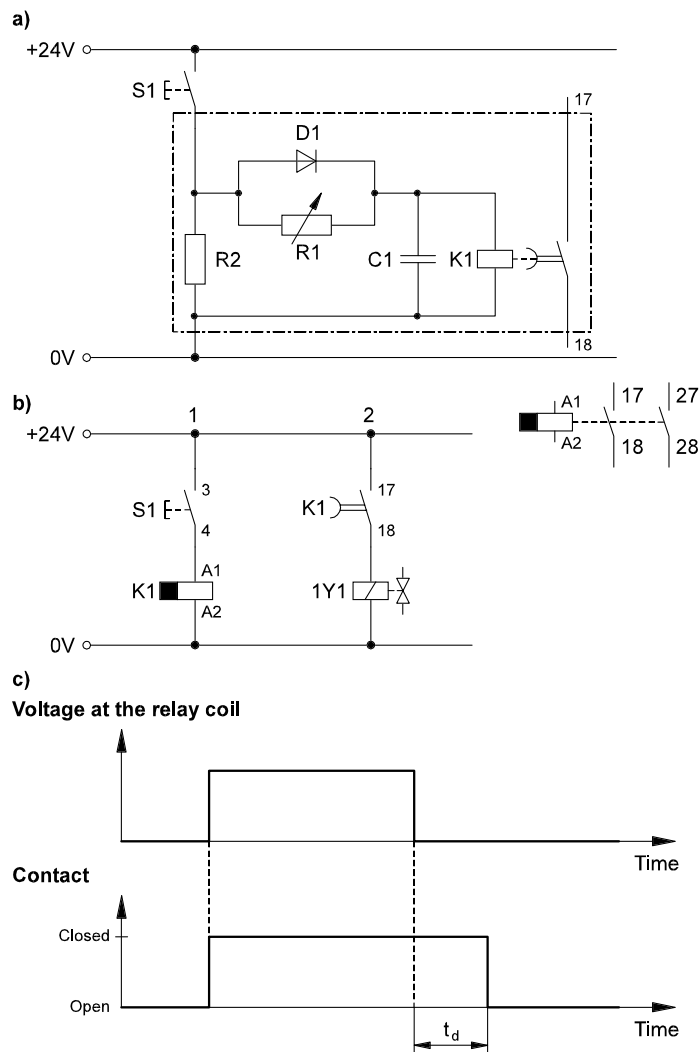 a)
+24V
S1
17
D1
R2
R1
C1
K1
18
0V
b)
1
2
+24V
A1
A2
17
18
27
28
S1
3
4
K1
17
18
K1
A1
A2
1Y1
0V
c)
Voltage at the relay coil
Time
Contact
Closed
Open
Time
td